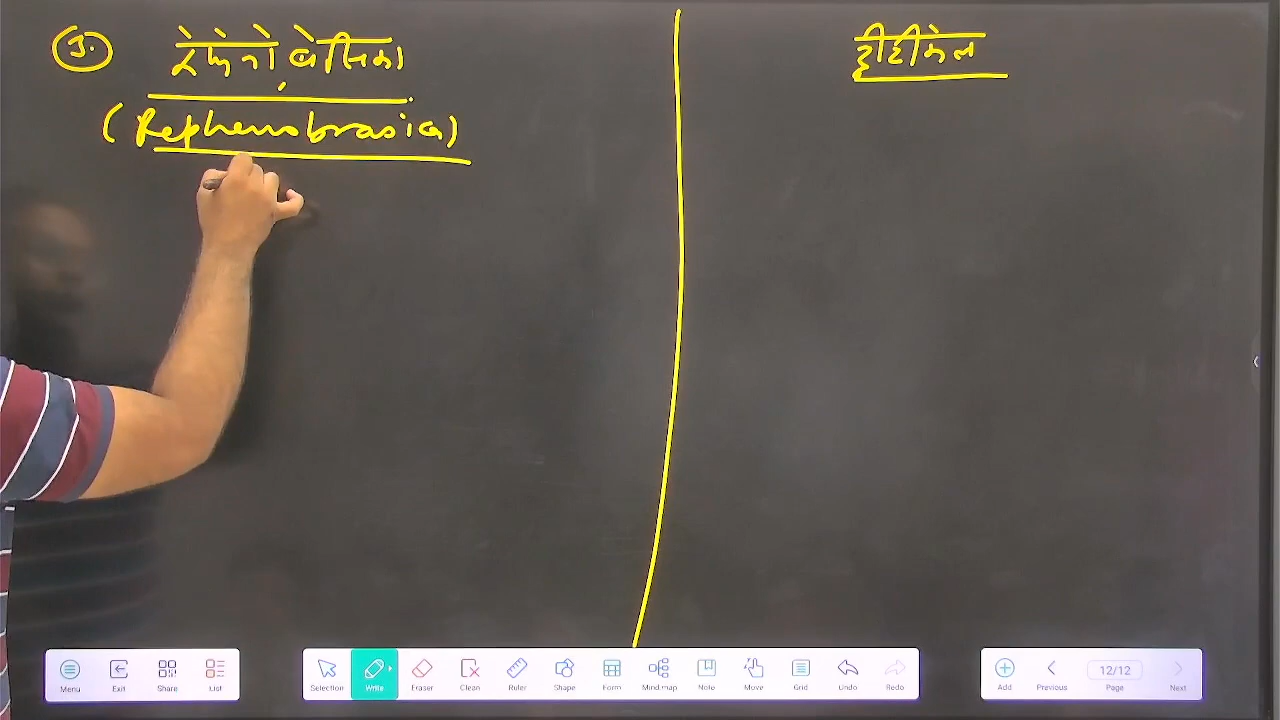 रेफेनो ब्रेसिका
(Rephenobrasica)
ट्रीटीकेल
Menu
Exit
Share
List
Selection
Write
Eraser
Clean
Ruler
Shape
Form
Mind map
Note
Move
Grid
Undo
Redo
Add
Previous
12/12
Page
Next